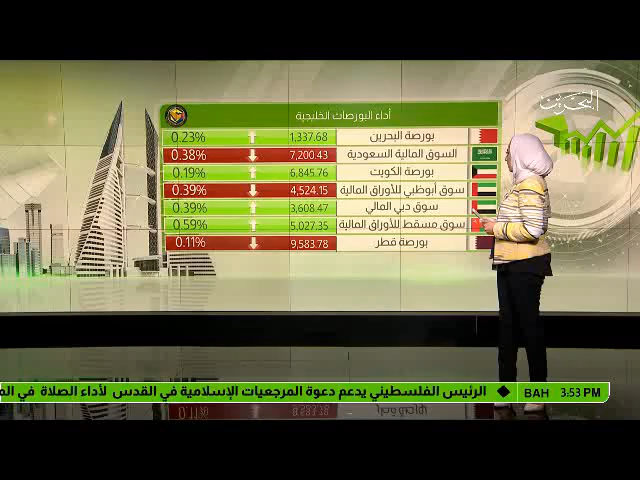 البحرين
أداء البورصات الخليجية
بورصة البحرين 1,337.68 0.23%
السوق المالية السعودية 7,200.43 0.38%
بورصة الكويت 6,845.76 0.19%
سوق أبوظبي للأوراق المالية 4,524.15 0.39%
سوق دبي المالي 3,608.47 0.39%
سوق مسقط للأوراق المالية 5,027.35 0.59%
بورصة قطر 9,583.78 0.11%
3:53 PM BAH ◆ الرئيس الفلسطيني يدعم دعوة المرجعيات الإسلامية في القدس لأداء الصلاة في